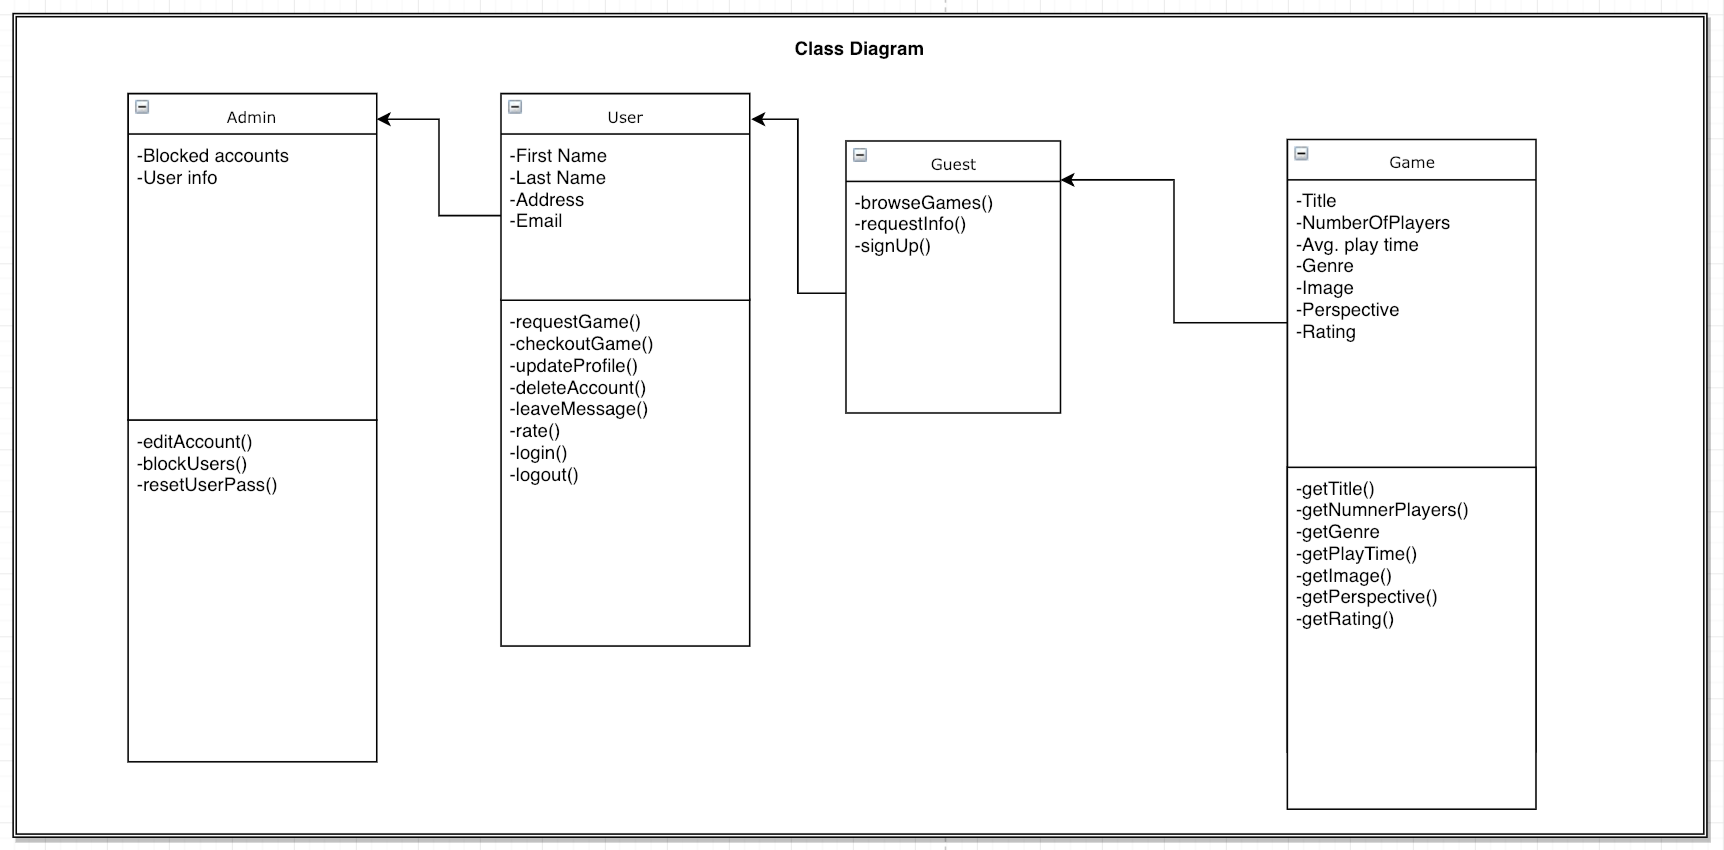 Class Diagram
Admin
-Blocked accounts
-User info
-editAccount()
-blockUsers()
-resetUserPass()
User
-First Name
-Last Name
-Address
-Email
-requestGame()
-checkoutGame()
-updateProfile()
-deleteAccount()
-leaveMessage()
-rate()
-login()
-logout()
Guest
-browseGames()
-requestInfo()
-signUp()
Game
-Title
-NumberOfPlayers
-Avg. play time
-Genre
-Image
-Perspective
-Rating
-getTitle()
-getNumnerPlayers()
-getGenre
-getPlayTime()
-getImage()
-getPerspective()
-getRating()